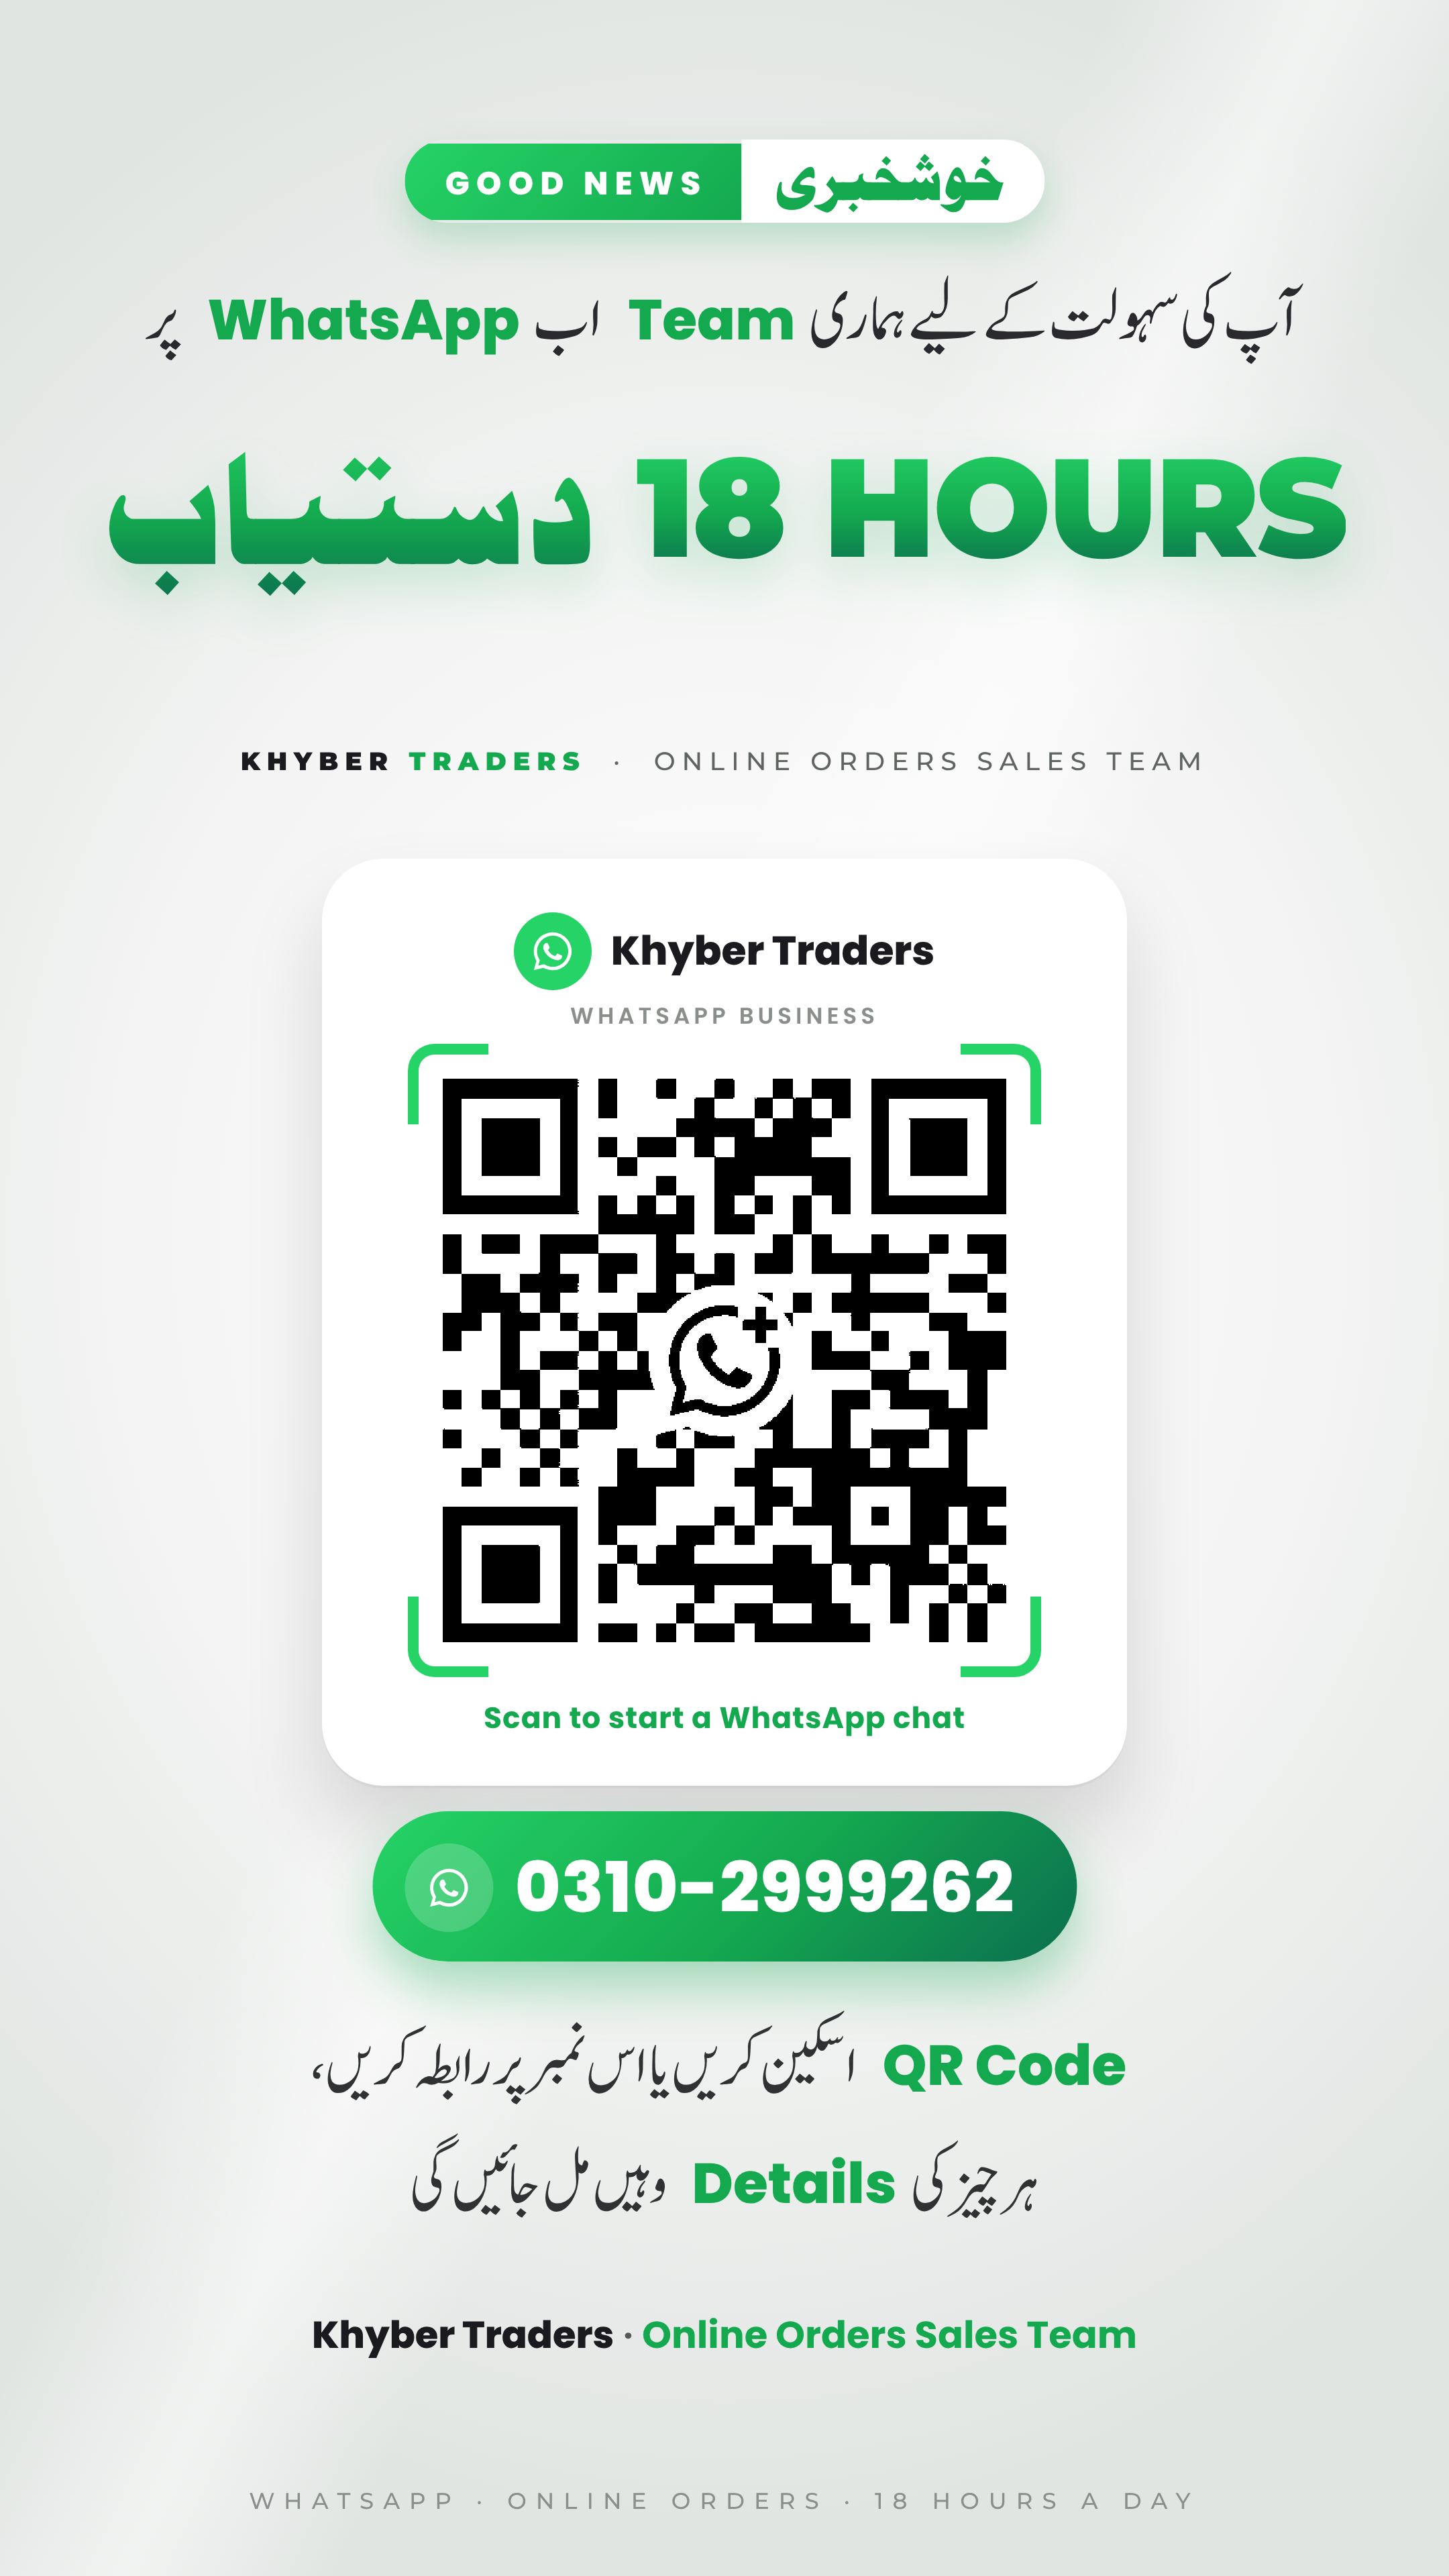 GOOD NEWS خوشخبری
آپ کی سہولت کے لیے ہماری Team اب WhatsApp پر
18 HOURS دستیاب
KHYBER TRADERS · ONLINE ORDERS SALES TEAM
Khyber Traders
WHATSAPP BUSINESS
Scan to start a WhatsApp chat
0310-2999262
QR Code اسکین کریں یا اس نمبر پر رابطہ کریں،
ہر چیز کی Details وہیں مل جائیں گی
Khyber Traders · Online Orders Sales Team
WHATSAPP · ONLINE ORDERS · 18 HOURS A DAY